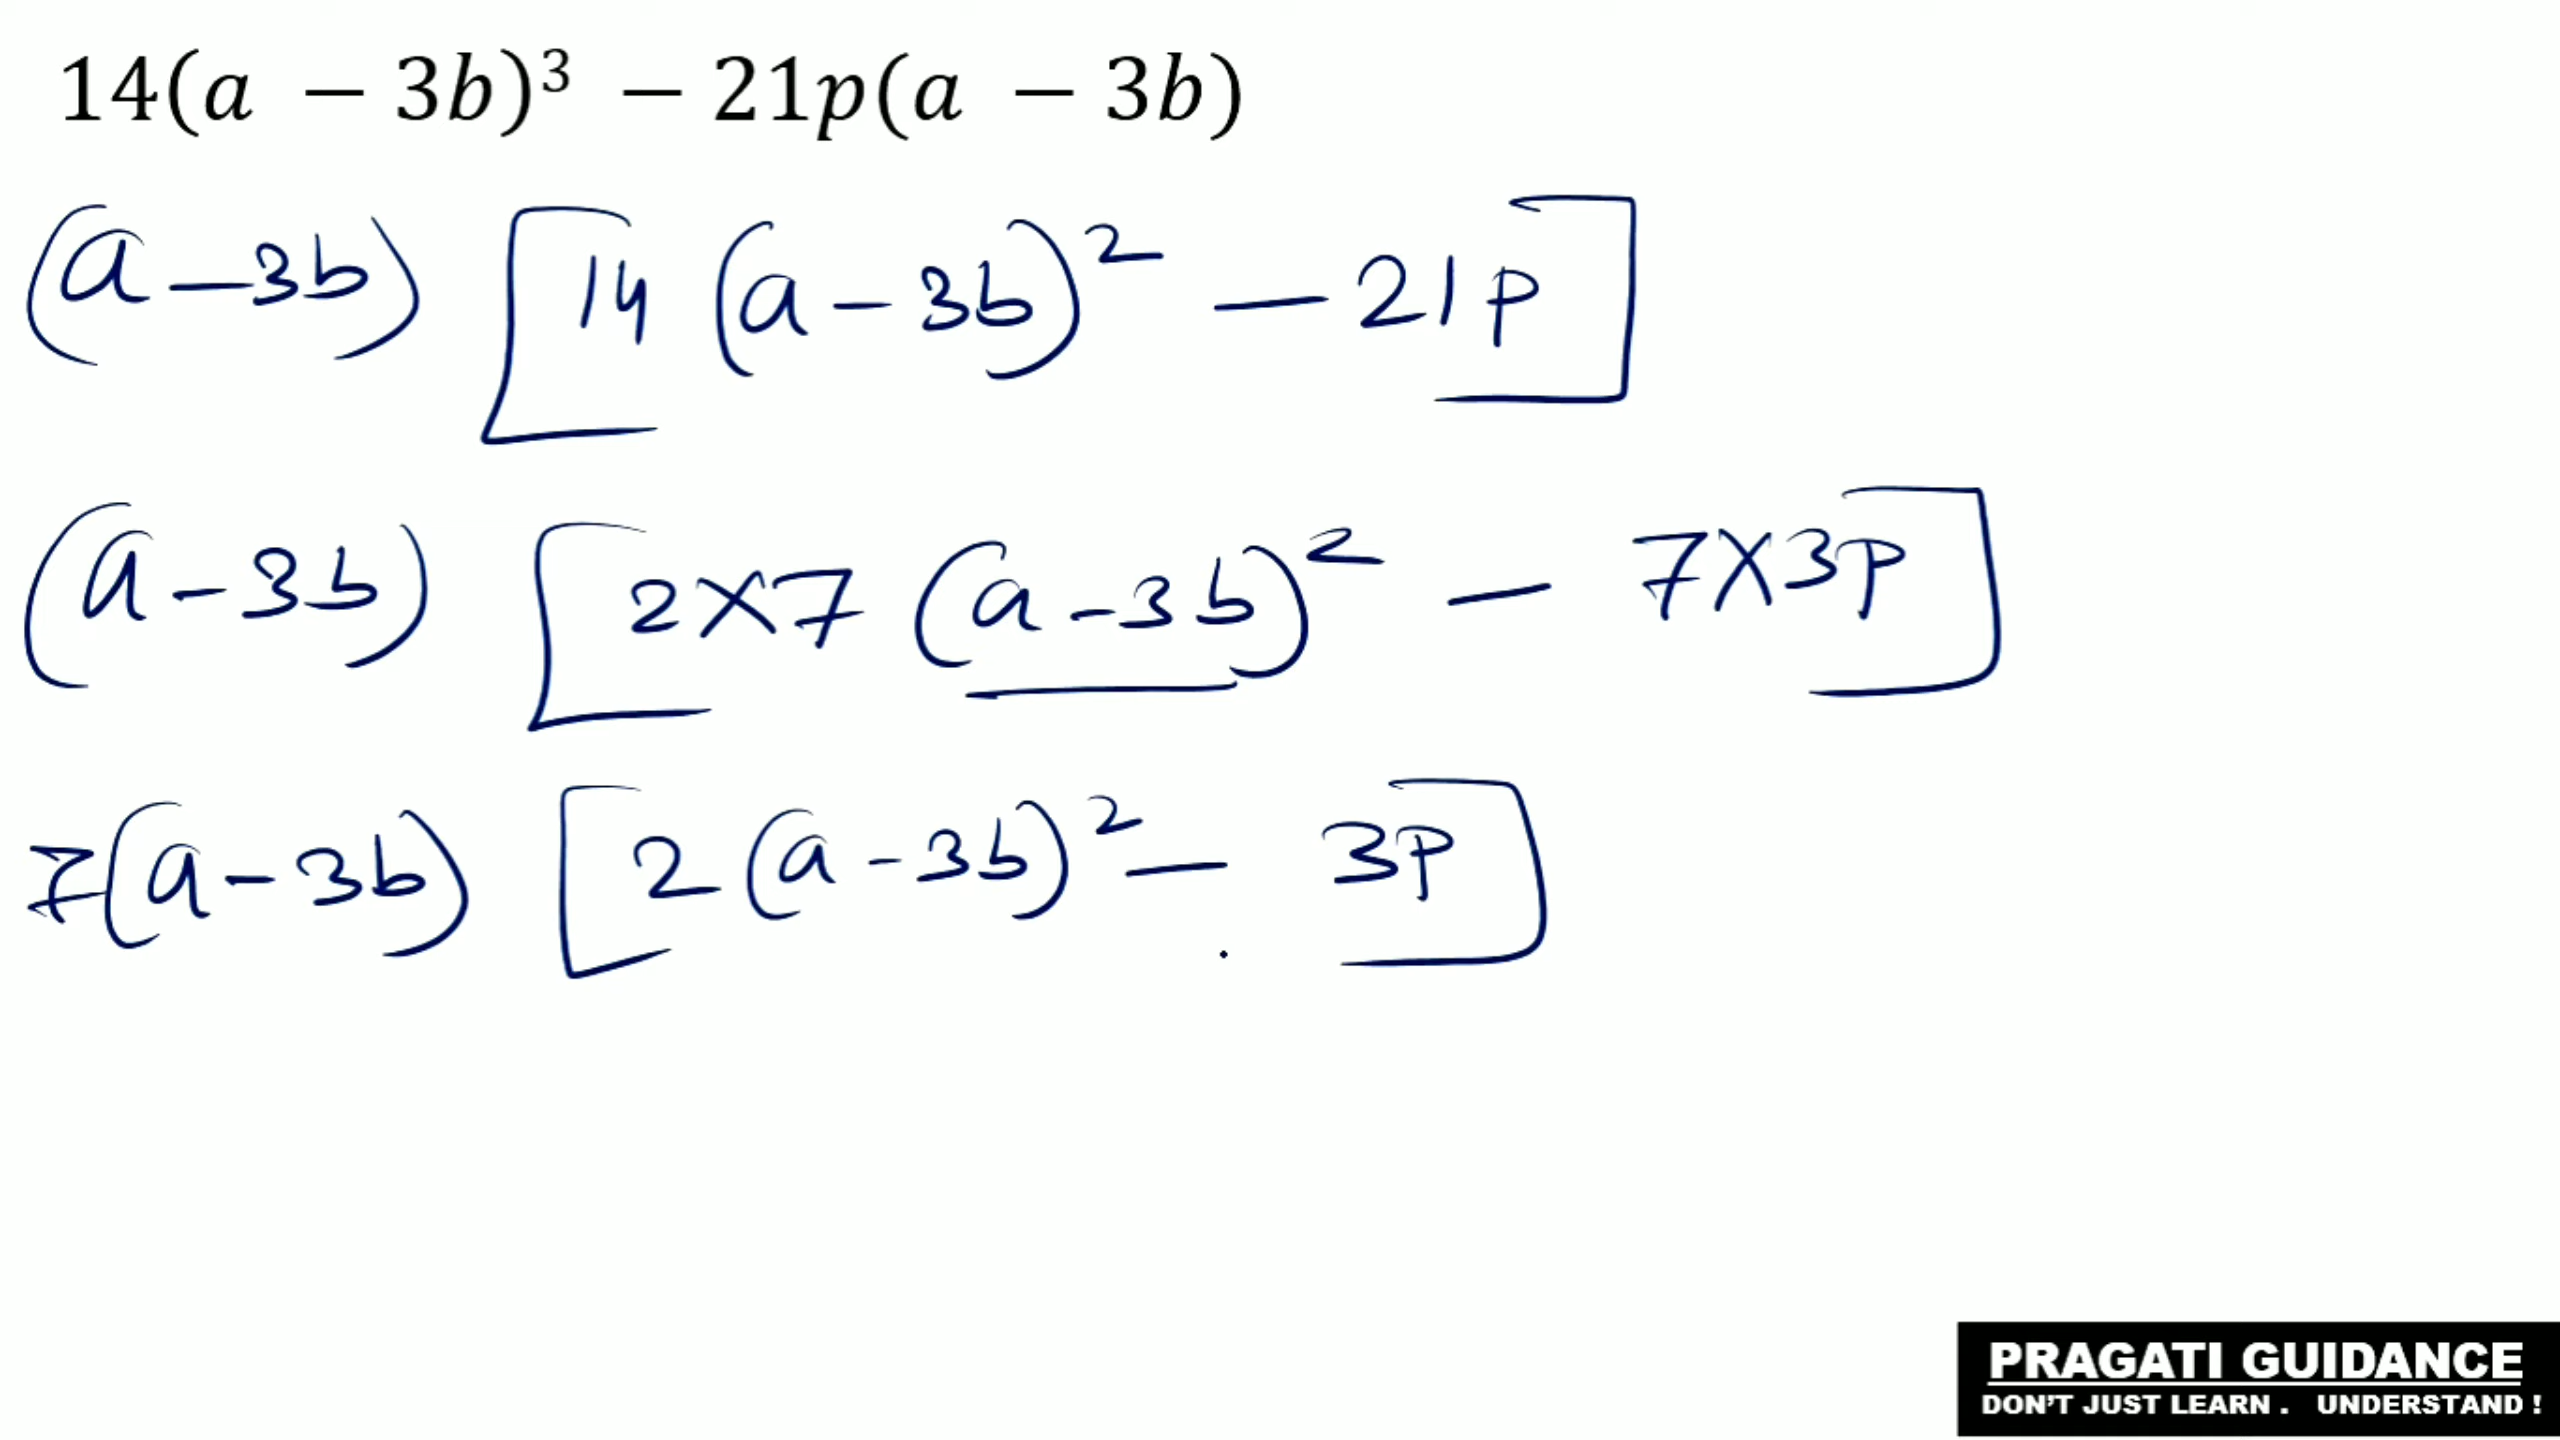 14(a − 3b)³ − 21p(a − 3b)
(a − 3b) [14 (a − 3b)² − 21p]
(a − 3b) [2×7 (a − 3b)² − 7×3p]
7(a − 3b) [2(a − 3b)² − 3p]
PRAGATI GUIDANCE
DON'T JUST LEARN . UNDERSTAND !